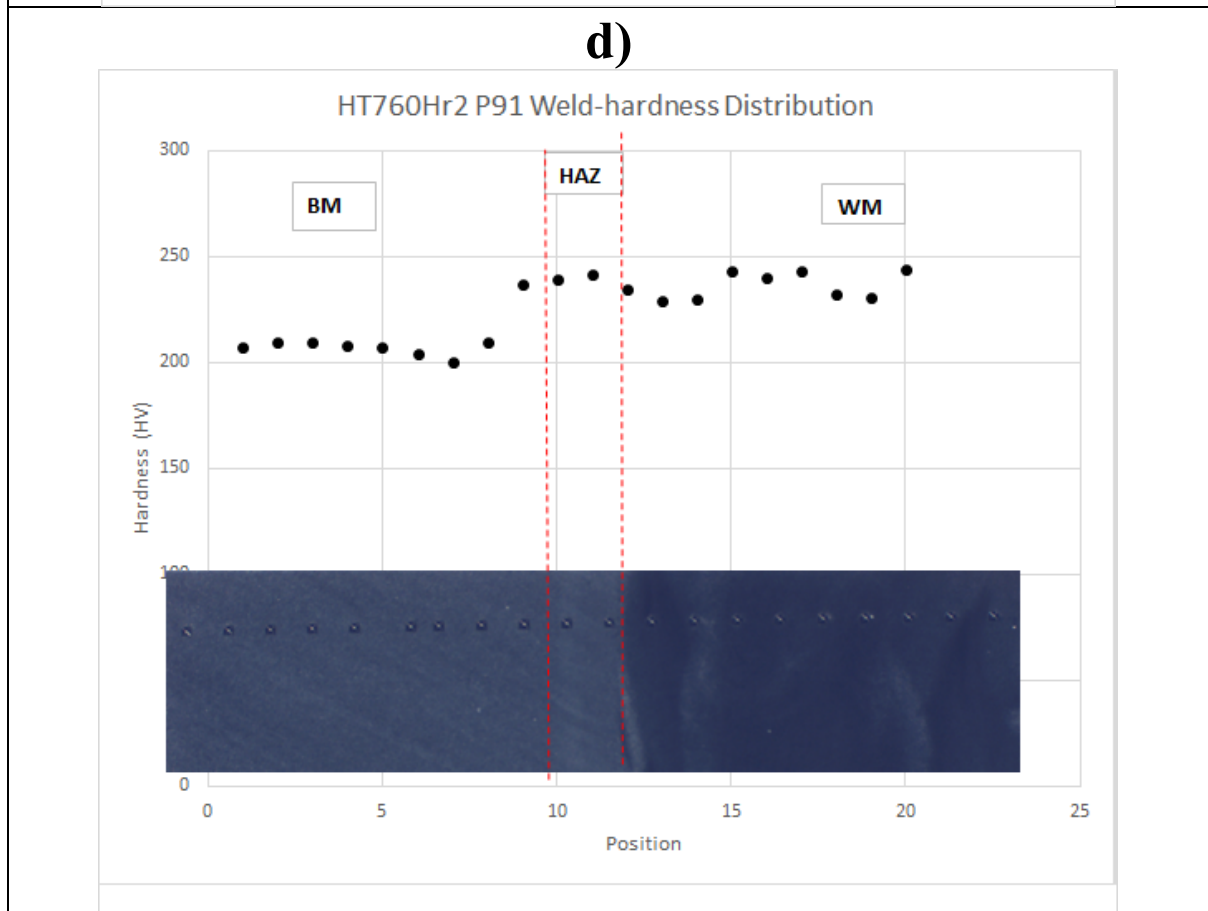 d)
HT760Hr2 P91 Weld-hardness Distribution
300
HAZ
BM
WM
250
200
150
100
0
Hardness (HV)
0 5 10 15 20 25
Position